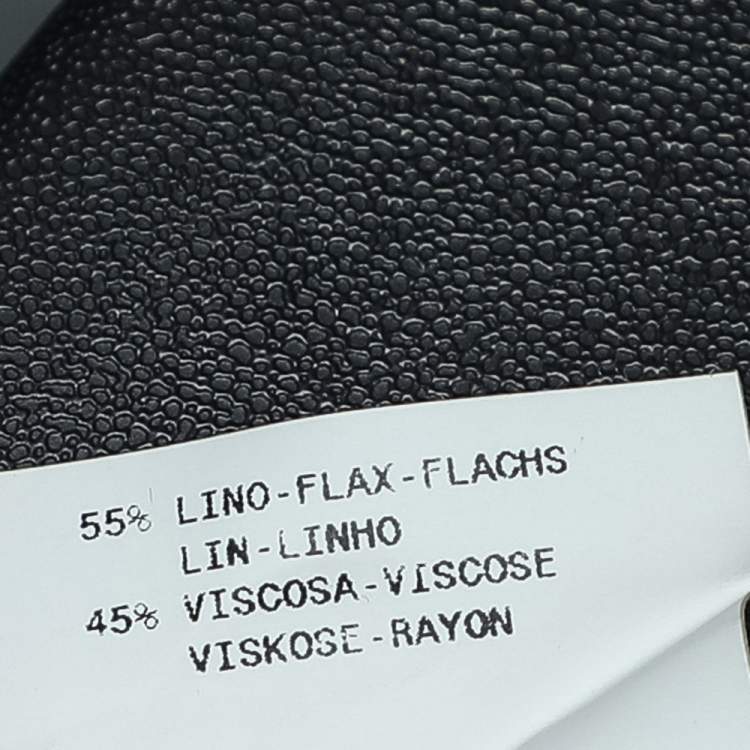 55% LINO-FLAX-FLACHS
LIN-LINHO
45% VISCOSA-VISCOSE
VISKOSE-RAYON